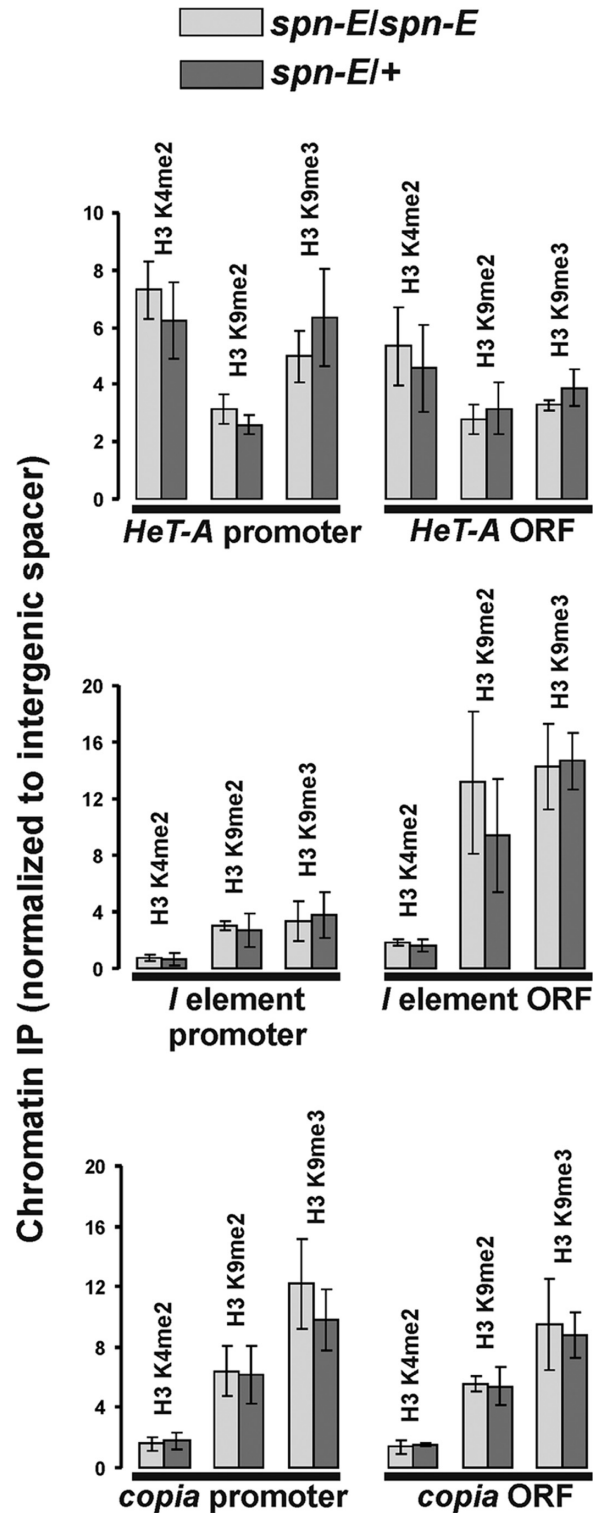 spn-E/spn-E
spn-E/+
Chromatin IP (normalized to intergenic spacer)
10
8
6
4
2
0
H3 K4me2
H3 K9me2
H3 K9me3
H3 K4me2
H3 K9me2
H3 K9me3
HeT-A promoter
HeT-A ORF
20
16
12
8
4
0
H3 K4me2
H3 K9me2
H3 K9me3
H3 K4me2
H3 K9me2
H3 K9me3
I element
promoter
I element ORF
20
16
12
8
4
0
H3 K4me2
H3 K9me2
H3 K9me3
H3 K4me2
H3 K9me2
H3 K9me3
copia promoter
copia ORF